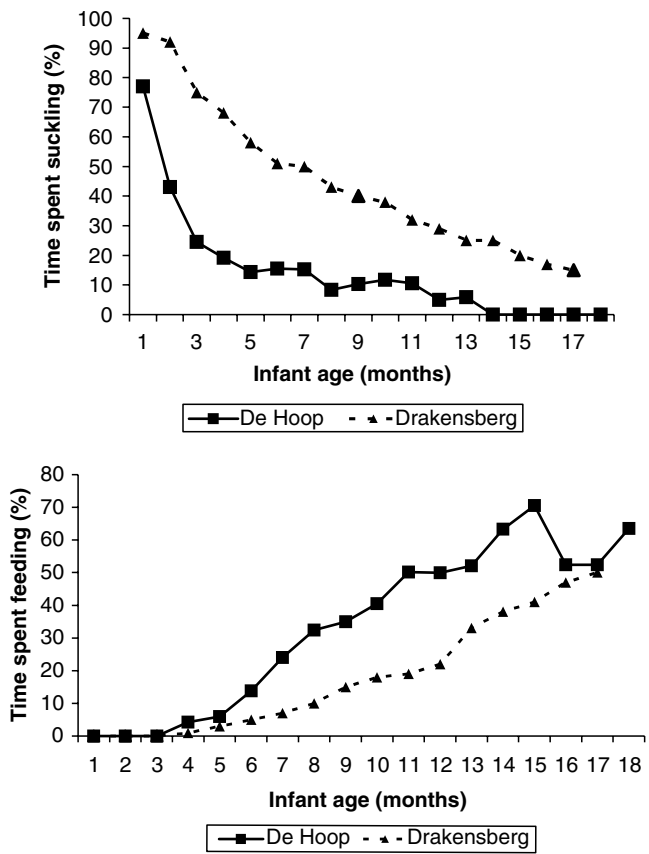 Time spent suckling (%)
100
90
80
70
60
50
40
30
20
10
0
1 3 5 7 9 11 13 15 17
Infant age (months)
De Hoop Drakensberg
Time spent feeding (%)
80
70
60
50
40
30
20
10
0
1 2 3 4 5 6 7 8 9 10 11 12 13 14 15 16 17 18
Infant age (months)
De Hoop Drakensberg